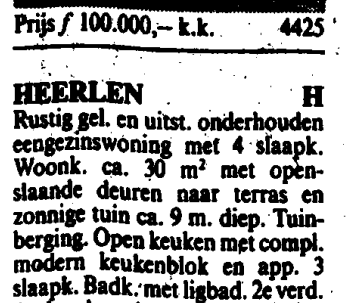 Prijs f 100.000,– k.k. 4425
HEERLEN H
Rustig gel. en uitst. onderhouden
eengezinswoning met 4 slaapk.
Woonk. ca. 30 m² met open-
slaande deuren naar terras en
zonnige tuin ca. 9 m. diep. Tuin-
berging. Open keuken met compl.
modern keukenblok en app. 3
slaapk. Badk. met ligbad. 2e verd.